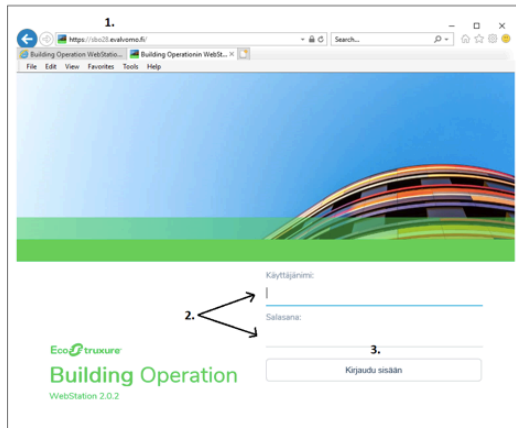 1.
https://sbo28.evalvomo.fi/
Search...
Building Operation WebStatio...
Building Operationin WebSt...
File Edit View Favorites Tools Help
Käyttäjänimi:
2.
Salasana:
3.
EcoStruxure
Kirjaudu sisään
Building Operation
WebStation 2.0.2